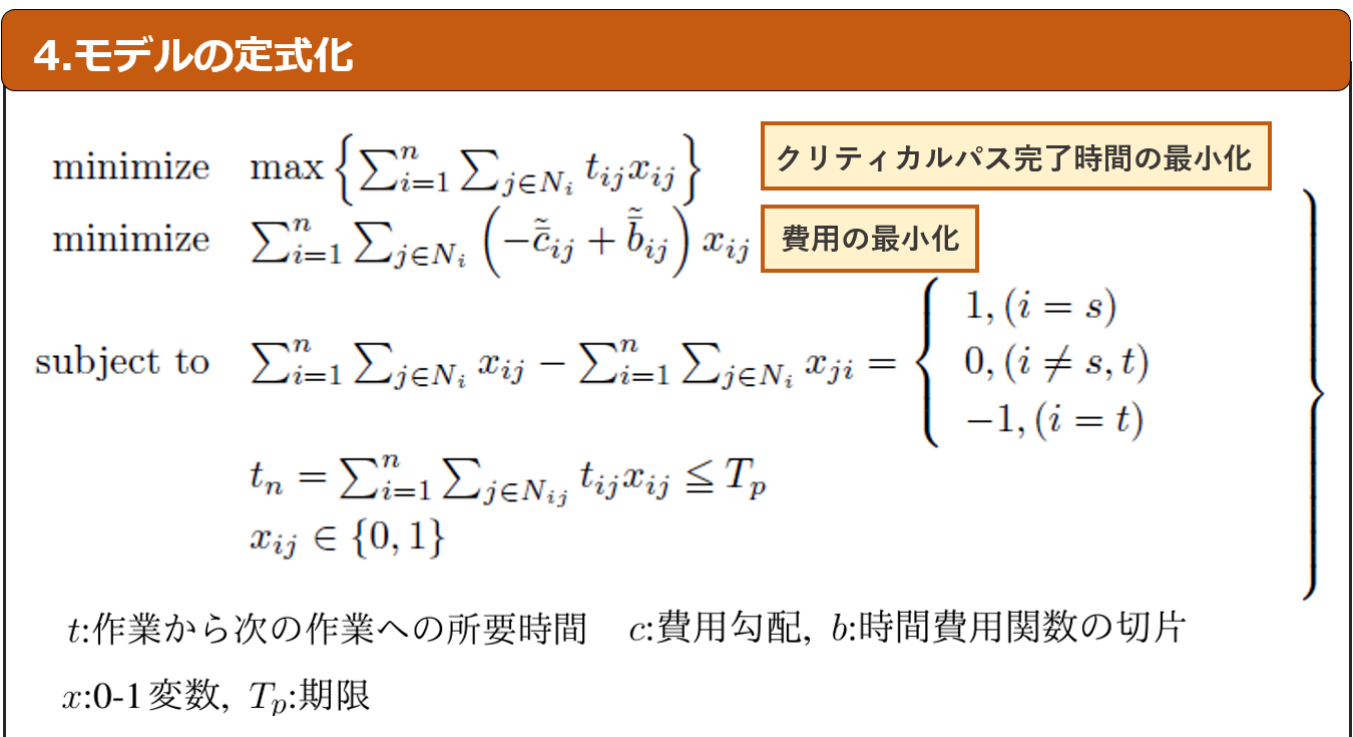 4.モデルの定式化
minimize max{∑_{i=1}^{n} ∑_{j∈N_i} t_{ij}x_{ij}} クリティカルパス完了時間の最小化
minimize ∑_{i=1}^{n} ∑_{j∈N_i} (−\tilde{\bar{c}}_{ij} + \tilde{\bar{b}}_{ij}) x_{ij} 費用の最小化
subject to ∑_{i=1}^{n} ∑_{j∈N_i} x_{ij} − ∑_{i=1}^{n} ∑_{j∈N_i} x_{ji} = {
1, (i = s)
0, (i ≠ s, t)
−1, (i = t)
t_n = ∑_{i=1}^{n} ∑_{j∈N_{ij}} t_{ij}x_{ij} ≦ T_p
x_{ij} ∈ {0, 1}
t:作業から次の作業への所要時間 c:費用勾配, b:時間費用関数の切片
x:0-1変数, T_p:期限